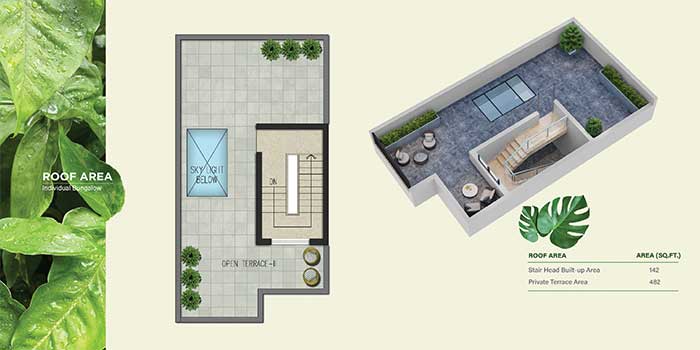 ROOF AREA
Individual Bungalow
SKY LIGHT
BELOW
DN
OPEN TERRACE-II
ROOF AREA AREA (SQ.FT.)
Stair Head Built-up Area 142
Private Terrace Area 482